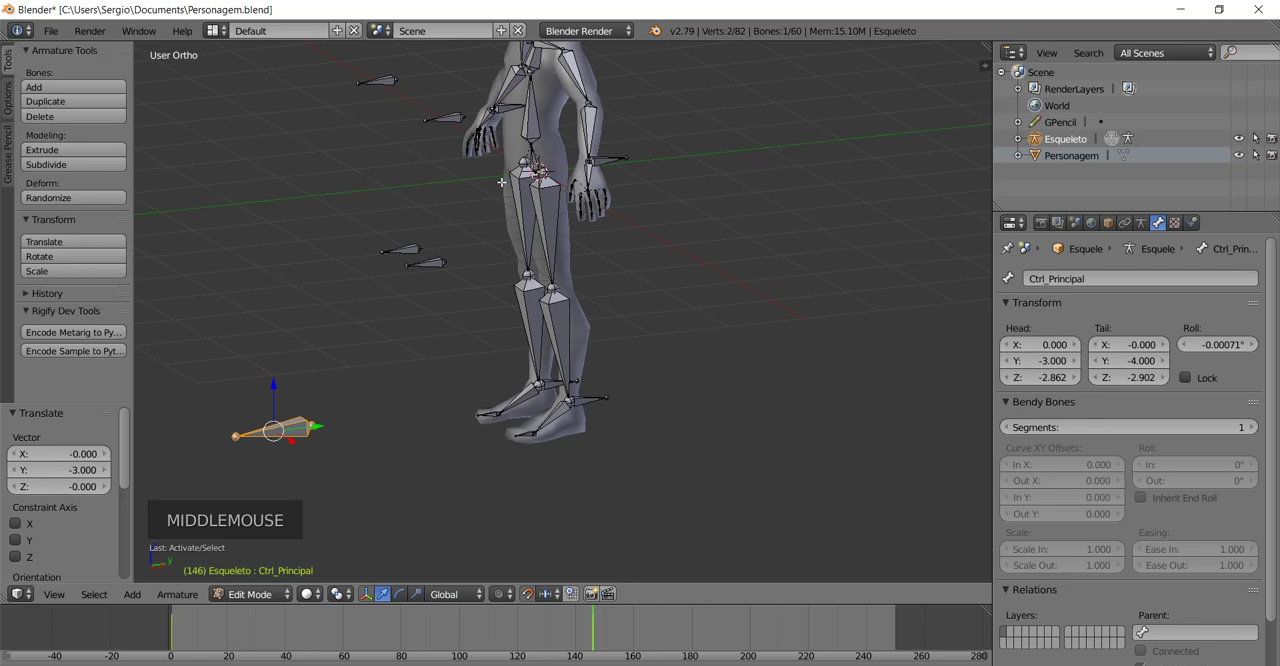 Blender* [C:\Users\Sergio\Documents\Personagem.blend]
File Render Window Help Default Scene Blender Render v2.79 | Verts:2/82 | Bones:1/60 | Mem:15.10M | Esqueleto
Tools
Options
Grease Pencil
Armature Tools
Bones:
Add
Duplicate
Delete
Modeling:
Extrude
Subdivide
Deform:
Randomize
Transform
Translate
Rotate
Scale
History
Rigify Dev Tools
Encode Metarig to Py...
Encode Sample to Pyt...
Translate
Vector
X: -0.000
Y: -3.000
Z: -0.000
Constraint Axis
X
Y
Z
Orientation
User Ortho
MIDDLEMOUSE
Last: Activate/Select
y
(146) Esqueleto : Ctrl_Principal
View Select Add Armature Edit Mode Global
-40 -20 0 20 40 60 80 100 120 140 160 180 200 220 240 260 280
View Search All Scenes
Scene
RenderLayers
World
GPencil
Esqueleto
Personagem
Esquele Esquele Ctrl_Prin...
Ctrl_Principal
Transform
Head: Tail: Roll:
X: 0.000 X: -0.000 -0.00071°
Y: -3.000 Y: -4.000
Z: -2.862 Z: -2.902 Lock
Bendy Bones
Segments: 1
Curve XY Offsets: Roll:
In X: 0.000 In: 0°
Out X: 0.000 Out: 0°
In Y: 0.000 Inherit End Roll
Out Y: 0.000
Scale: Easing:
Scale In: 1.000 Ease In: 1.000
Scale Out: 1.000 Ease Out: 1.000
Relations
Layers: Parent:
Connected